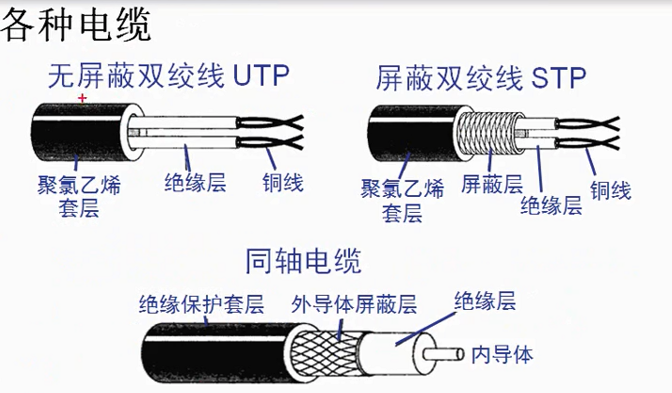 各种电缆
无屏蔽双绞线 UTP
屏蔽双绞线 STP
聚氯乙烯
套层
绝缘层
铜线
聚氯乙烯
套层
屏蔽层
绝缘层
铜线
同轴电缆
绝缘保护套层
外导体屏蔽层
绝缘层
内导体